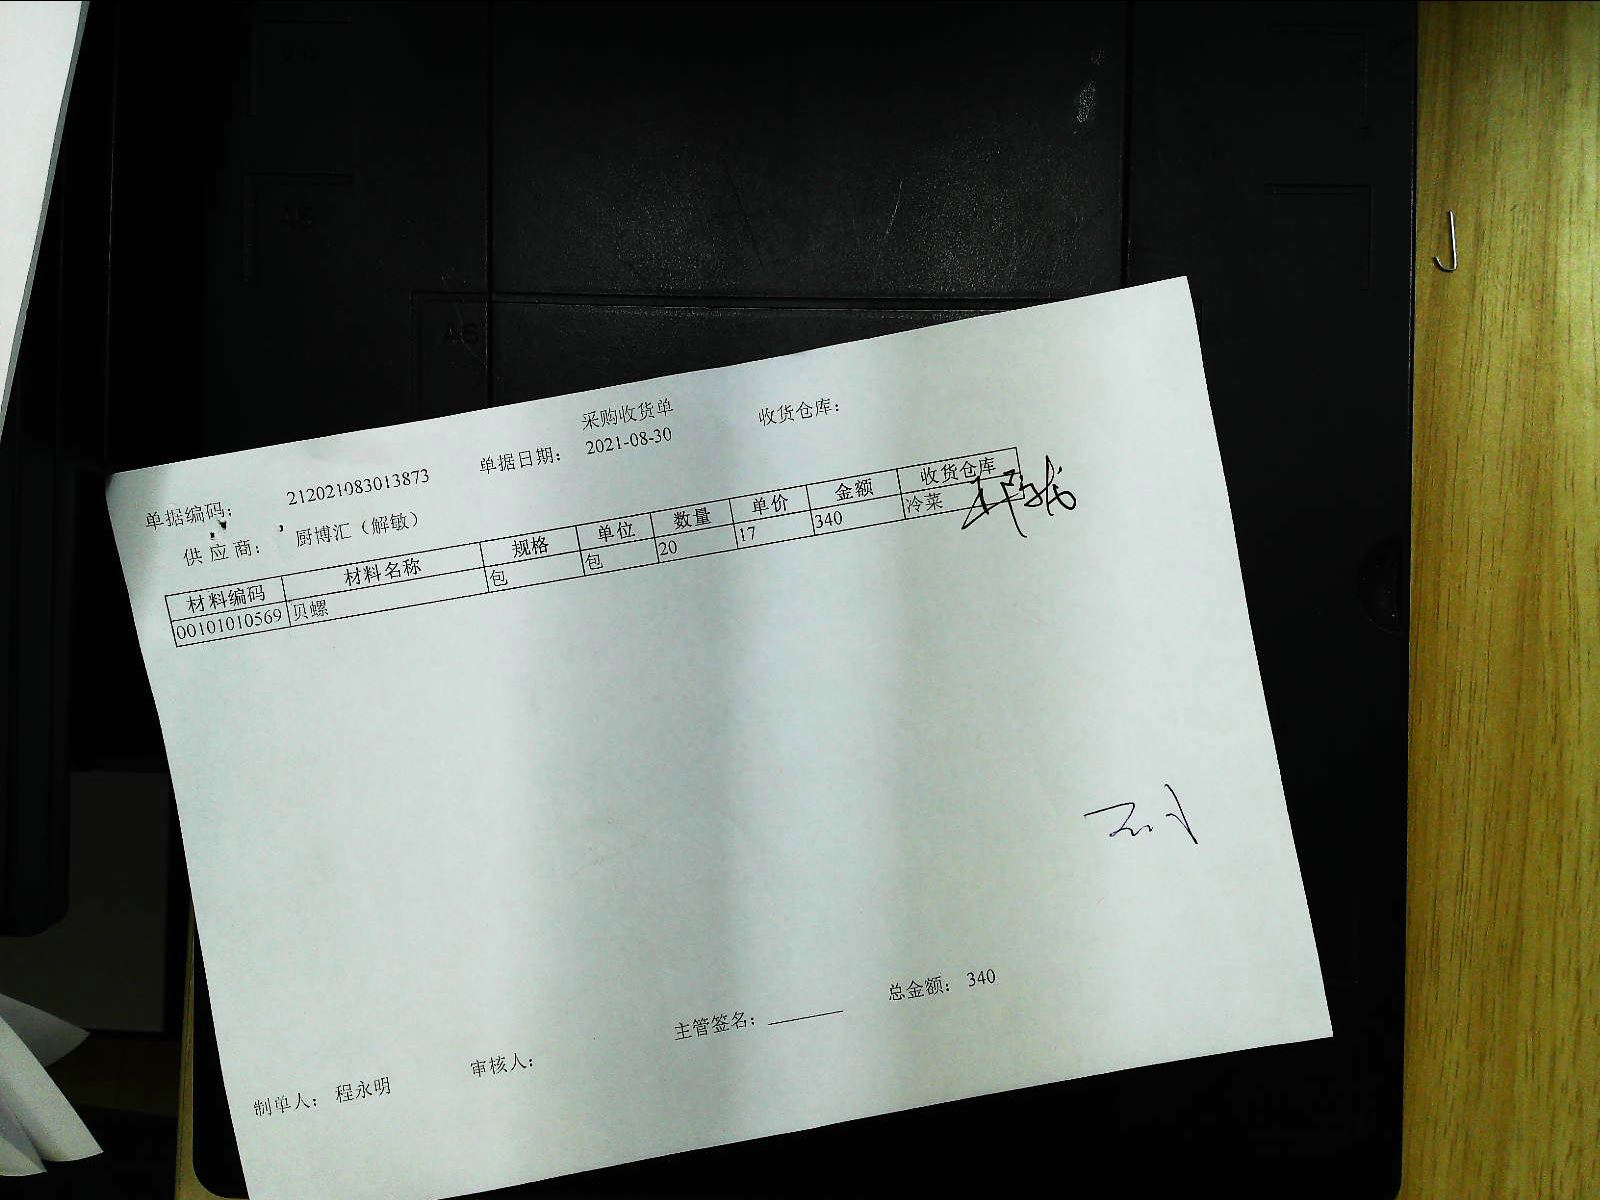 采购收货单
单据编码: 212021083013873 单据日期: 2021-08-30 收货仓库:
供 应 商: 厨博汇（解敏）
材料编码 材料名称 规格 单位 数量 单价 金额 收货仓库
00101010569 贝螺 包 包 20 17 340 冷菜
总金额: 340
制单人: 程永明 审核人: 主管签名:
A5